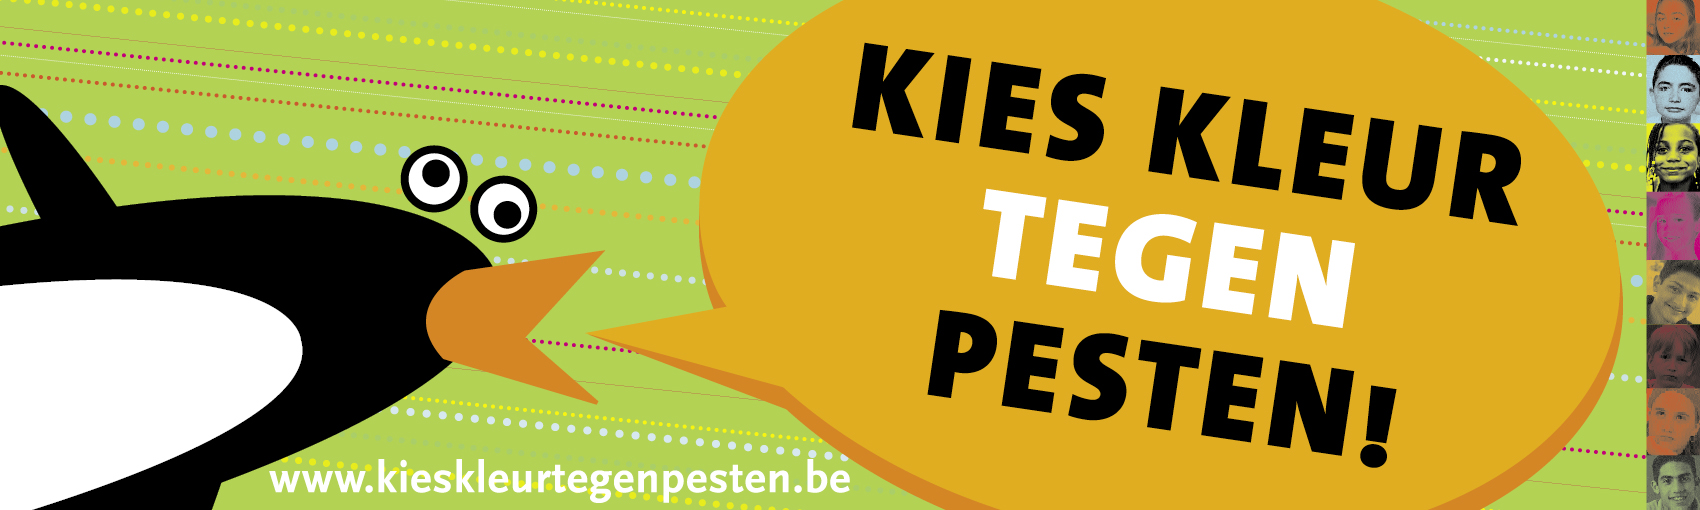 KIES KLEUR
TEGEN
PESTEN!
www.kieskleurtegenpesten.be